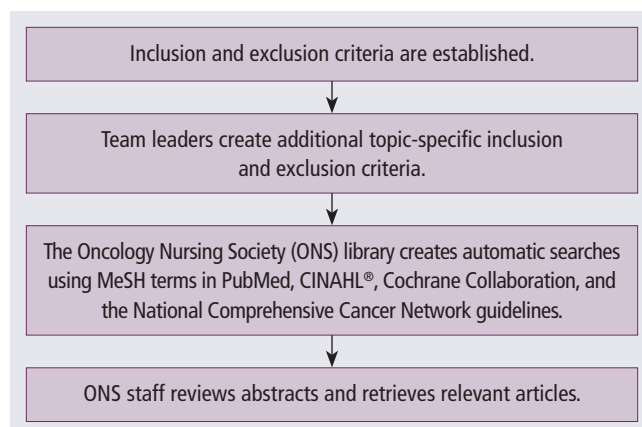 Inclusion and exclusion criteria are established.
Team leaders create additional topic-specific inclusion
and exclusion criteria.
The Oncology Nursing Society (ONS) library creates automatic searches
using MeSH terms in PubMed, CINAHL®, Cochrane Collaboration, and
the National Comprehensive Cancer Network guidelines.
ONS staff reviews abstracts and retrieves relevant articles.